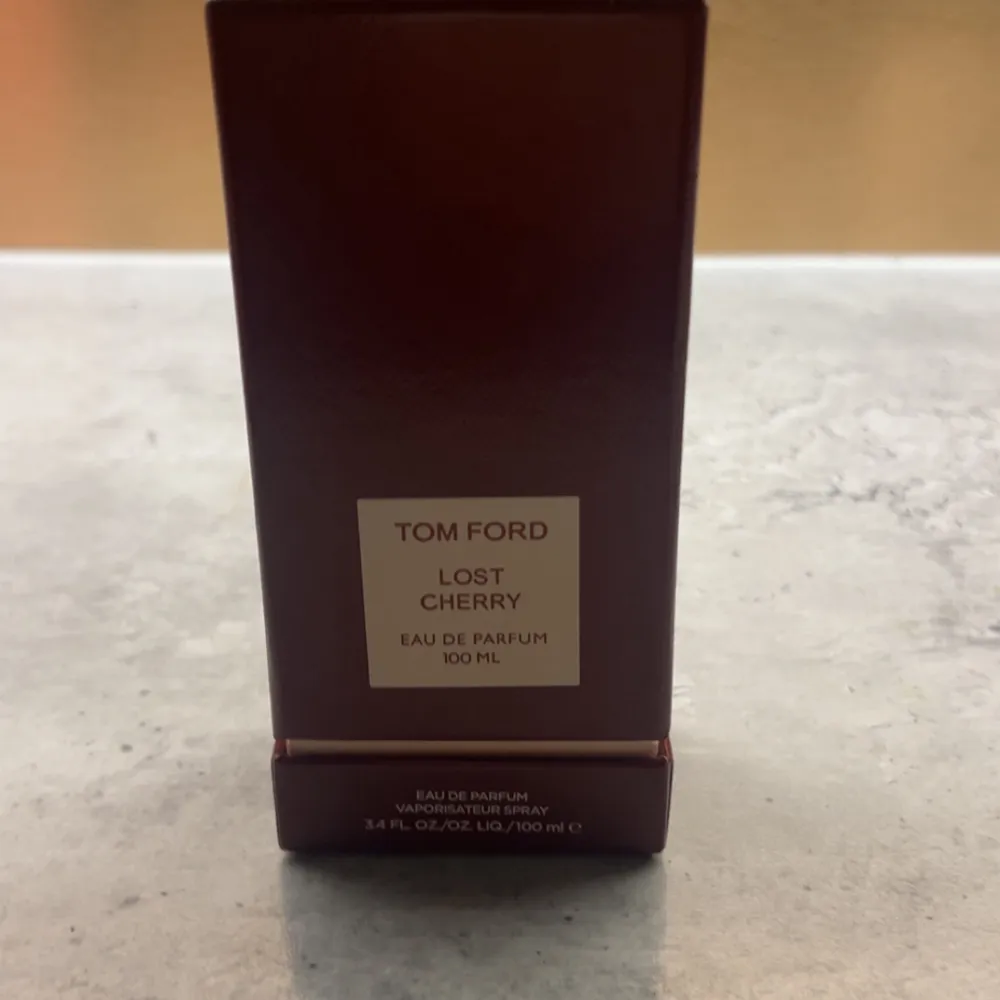 TOM FORD
LOST
CHERRY
EAU DE PARFUM
100 ML
EAU DE PARFUM
VAPORISATEUR SPRAY
3.4 FL. OZ./OZ. LIQ./100 ml ℮